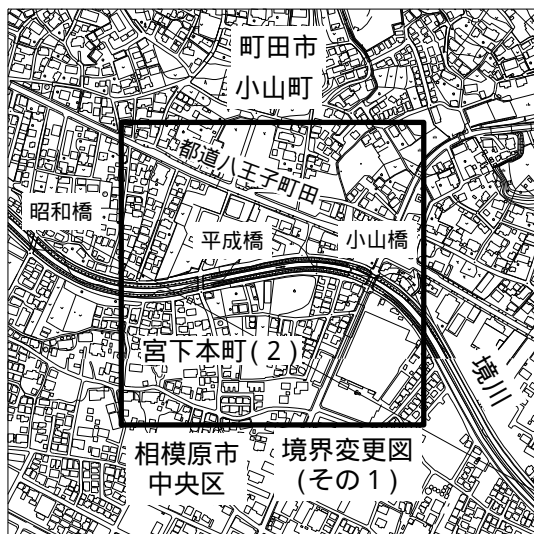 町田市
小山町
都道八王子町田
昭和橋
平成橋
小山橋
宮下本町(2)
境川
相模原市
中央区
境界変更図
(その1)